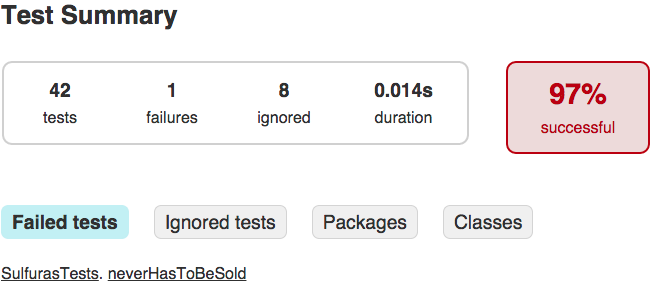 Test Summary
42 1 8 0.014s
tests failures ignored duration
97%
successful
Failed tests Ignored tests Packages Classes
SulfurasTests. neverHasToBeSold